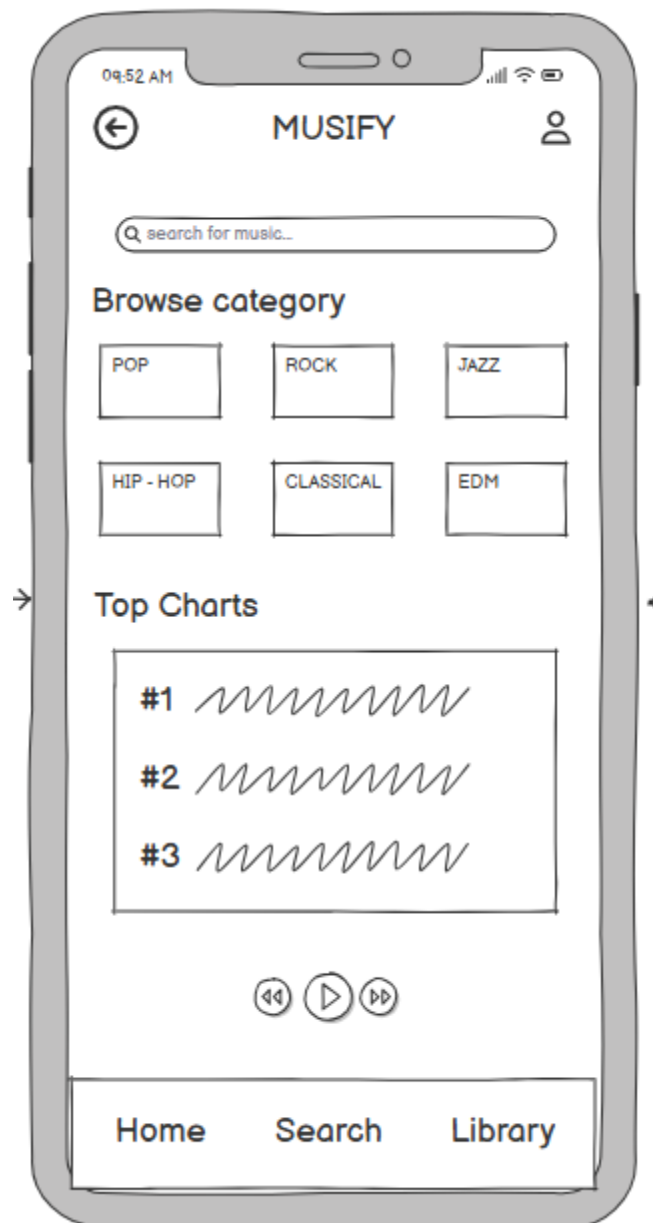 09:52 AM
MUSIFY
search for music...
Browse category
POP ROCK JAZZ
HIP - HOP CLASSICAL EDM
Top Charts
#1
#2
#3
Home Search Library